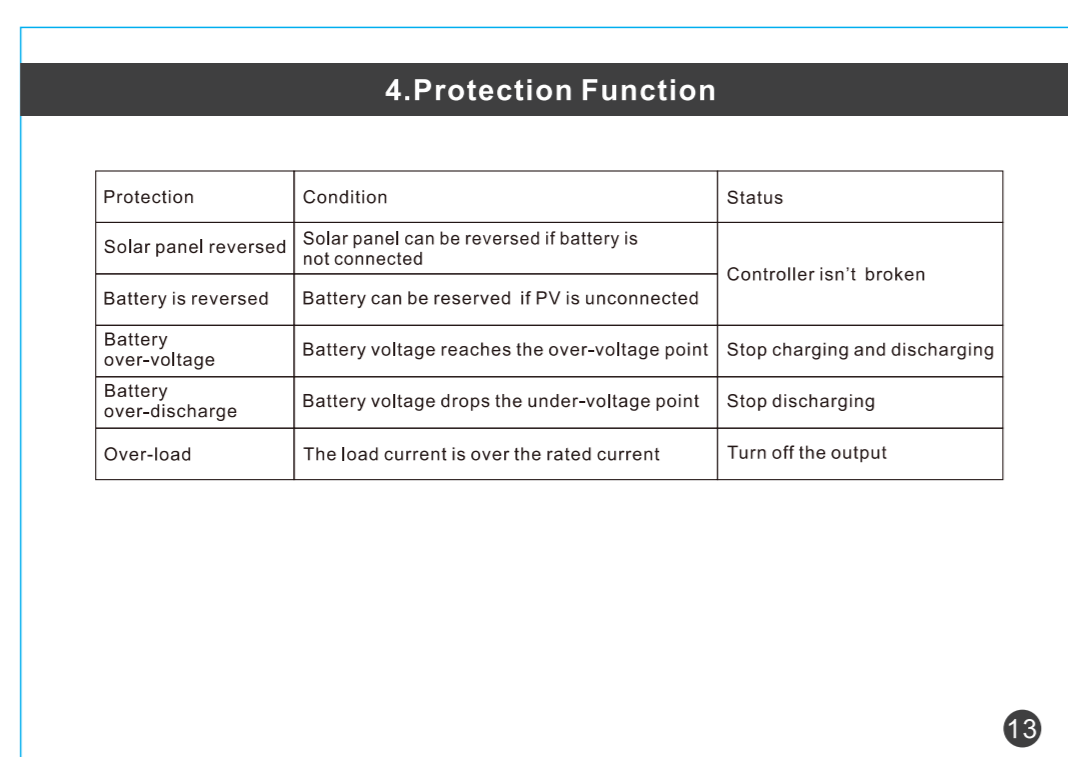 4.Protection Function
Protection
Condition
Status
Solar panel reversed
Solar panel can be reversed if battery is
not connected
Controller isn't broken
Battery is reversed
Battery can be reserved if PV is unconnected
Battery
over-voltage
Battery voltage reaches the over-voltage point
Stop charging and discharging
Battery
over-discharge
Battery voltage drops the under-voltage point
Stop discharging
Over-load
The load current is over the rated current
Turn off the output
13